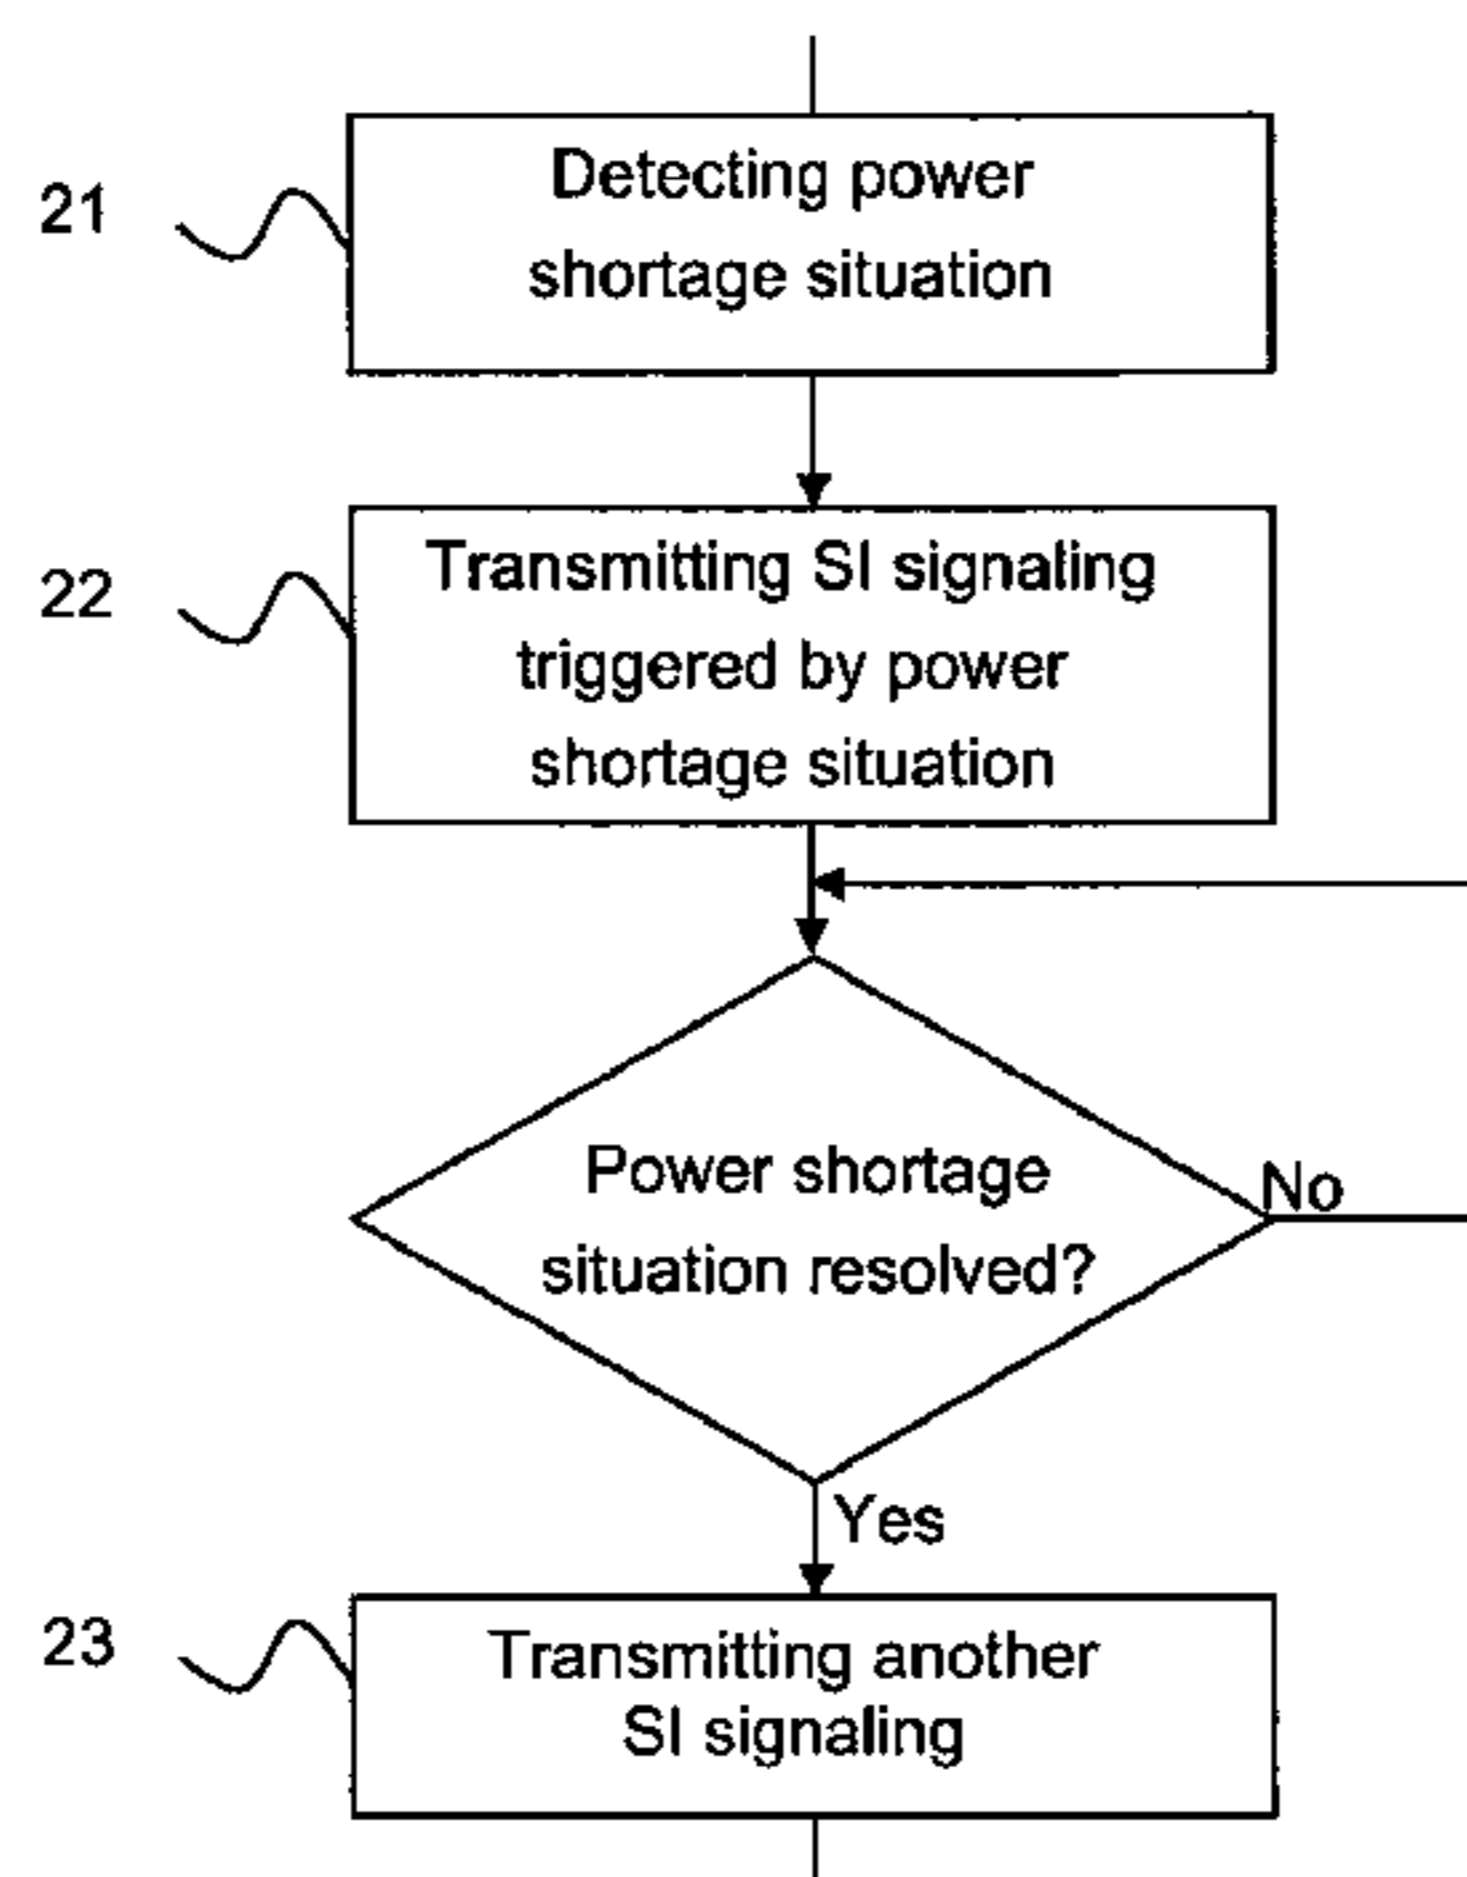 21
Detecting power
shortage situation
22
Transmitting SI signaling
triggered by power
shortage situation
Power shortage
situation resolved?
No
Yes
23
Transmitting another
SI signaling